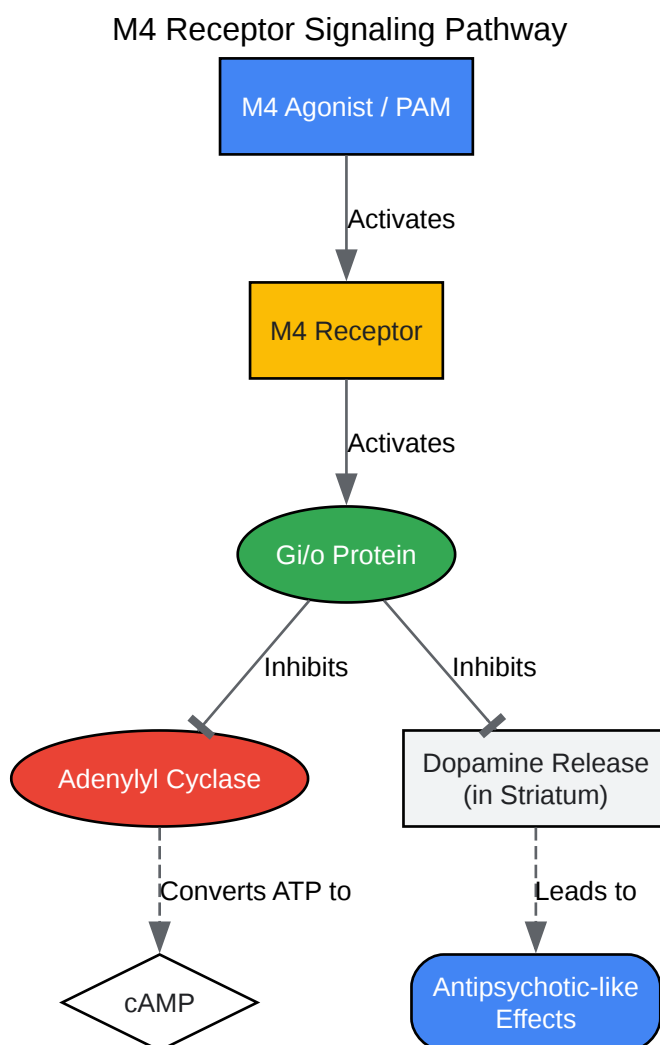 M4 Receptor Signaling Pathway
M4 Agonist / PAM
Activates
M4 Receptor
Activates
Gi/o Protein
Inhibits
Inhibits
Adenylyl Cyclase
Dopamine Release
(in Striatum)
Converts ATP to
Leads to
cAMP
Antipsychotic-like
Effects